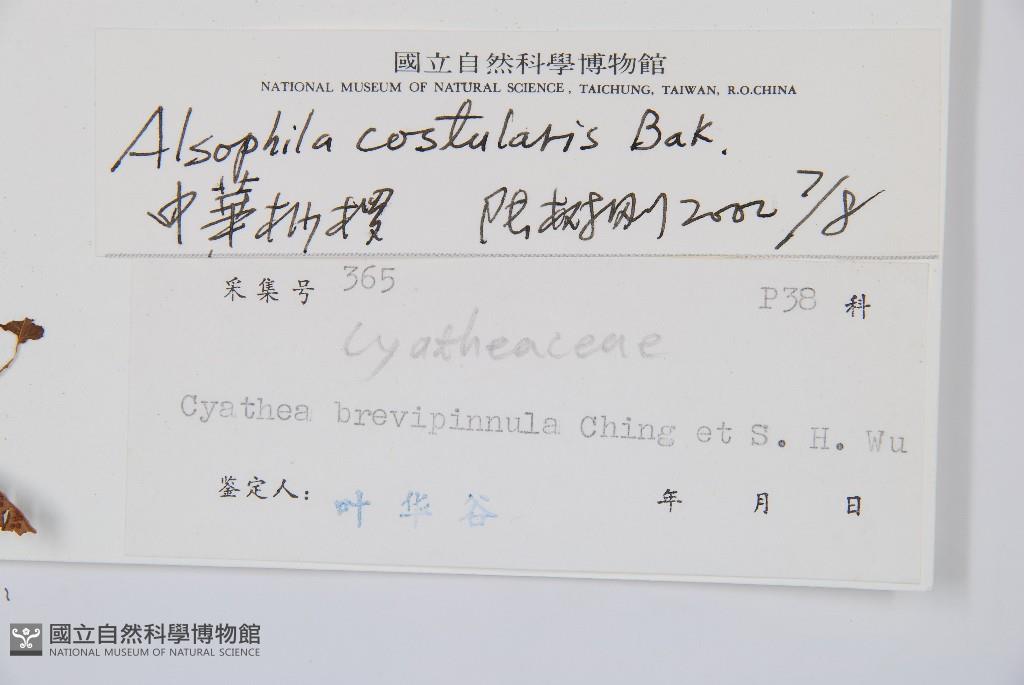 國立自然科學博物館
NATIONAL MUSEUM OF NATURAL SCIENCE, TAICHUNG, TAIWAN, R.O.CHINA
Alsophila costularis Bak.
中華桫欏 2002 7/8
采集号 365 P38 科
Cyatheaceae
Cyathea brevipinnula Ching et S. H. Wu
鉴定人: 叶华谷 年 月 日
國立自然科學博物館
NATIONAL MUSEUM OF NATURAL SCIENCE